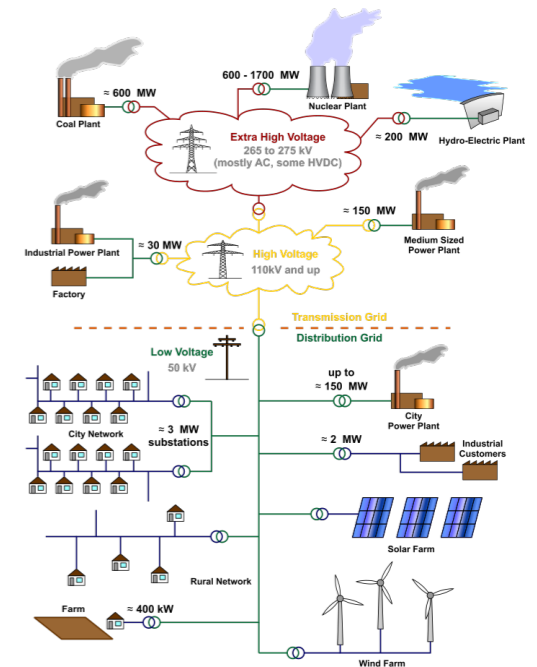 600 - 1700 MW
≈ 600 MW
Nuclear Plant
Coal Plant
Extra High Voltage
265 to 275 kV
(mostly AC, some HVDC)
≈ 200 MW
Hydro-Electric Plant
≈ 150 MW
Medium Sized
Power Plant
≈ 30 MW
Industrial Power Plant
High Voltage
110kV and up
Factory
Transmission Grid
Distribution Grid
Low Voltage
50 kV
up to
≈ 150 MW
City
Power Plant
City Network
≈ 3 MW
substations
≈ 2 MW
Industrial
Customers
Solar Farm
Rural Network
Farm
≈ 400 kW
Wind Farm